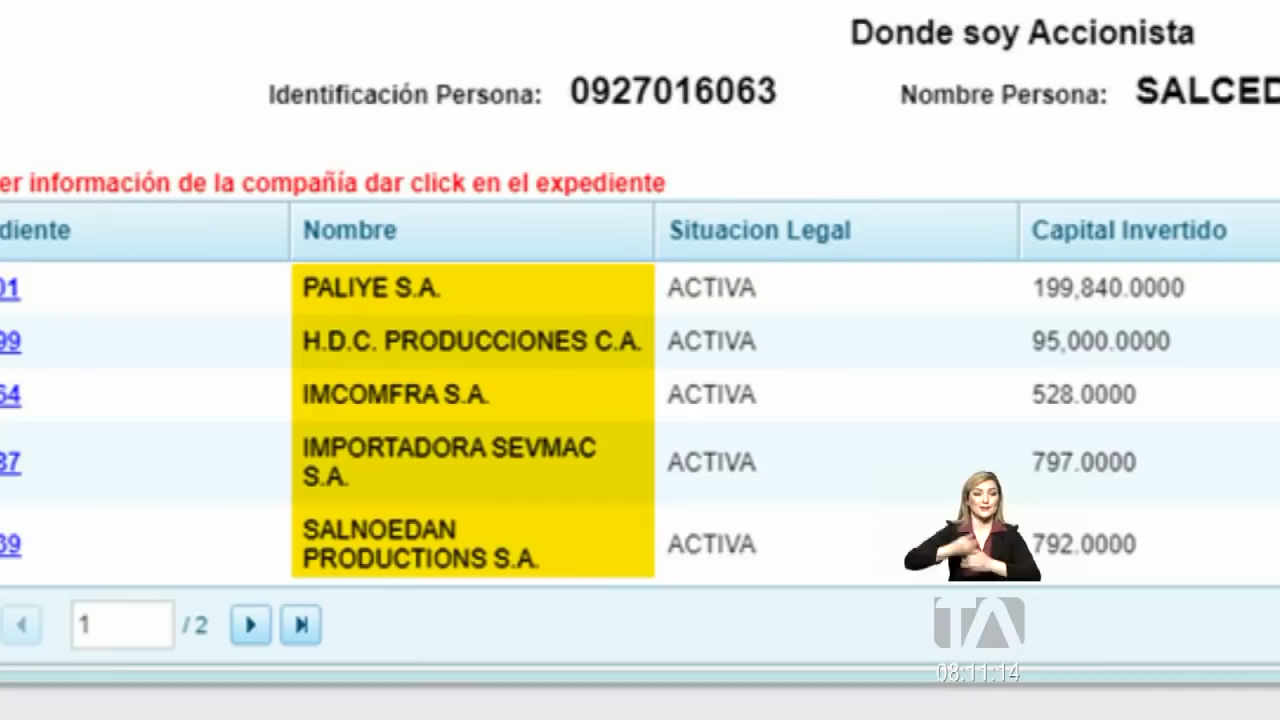 Donde soy Accionista
Identificación Persona: 0927016063 Nombre Persona: SALCED
er información de la compañía dar click en el expediente
diente Nombre Situacion Legal Capital Invertido
01 PALIYE S.A. ACTIVA 199,840.0000
99 H.D.C. PRODUCCIONES C.A. ACTIVA 95,000.0000
64 IMCOMFRA S.A. ACTIVA 528.0000
37 IMPORTADORA SEVMAC S.A. ACTIVA 797.0000
69 SALNOEDAN PRODUCTIONS S.A. ACTIVA 792.0000
1 / 2
TA
08:11:14